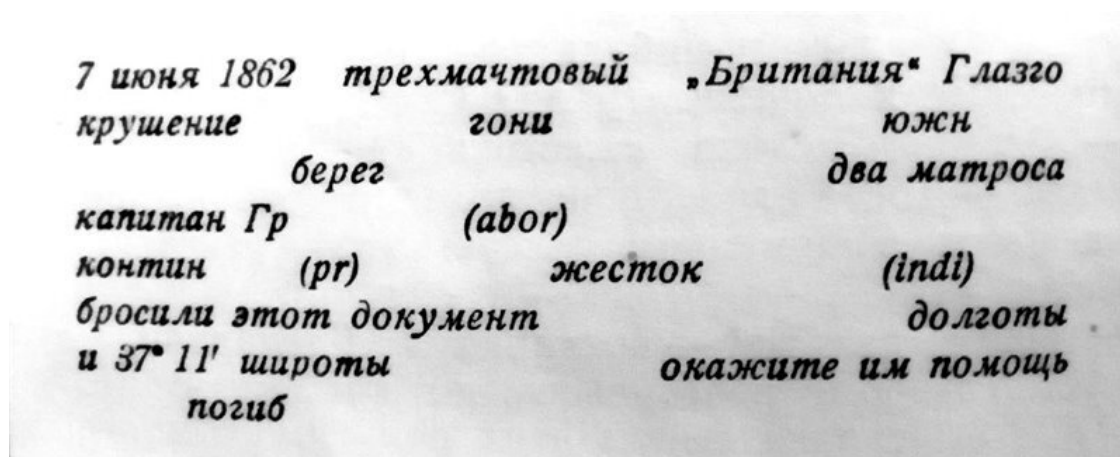 7 июня 1862 трехмачтовый „Британия“ Глазго
крушение гони южн
берег два матроса
капитан Гр (abor)
контин (pr) жесток (indi)
бросили этот документ долготы
и 37° 11′ широты окажите им помощь
погиб